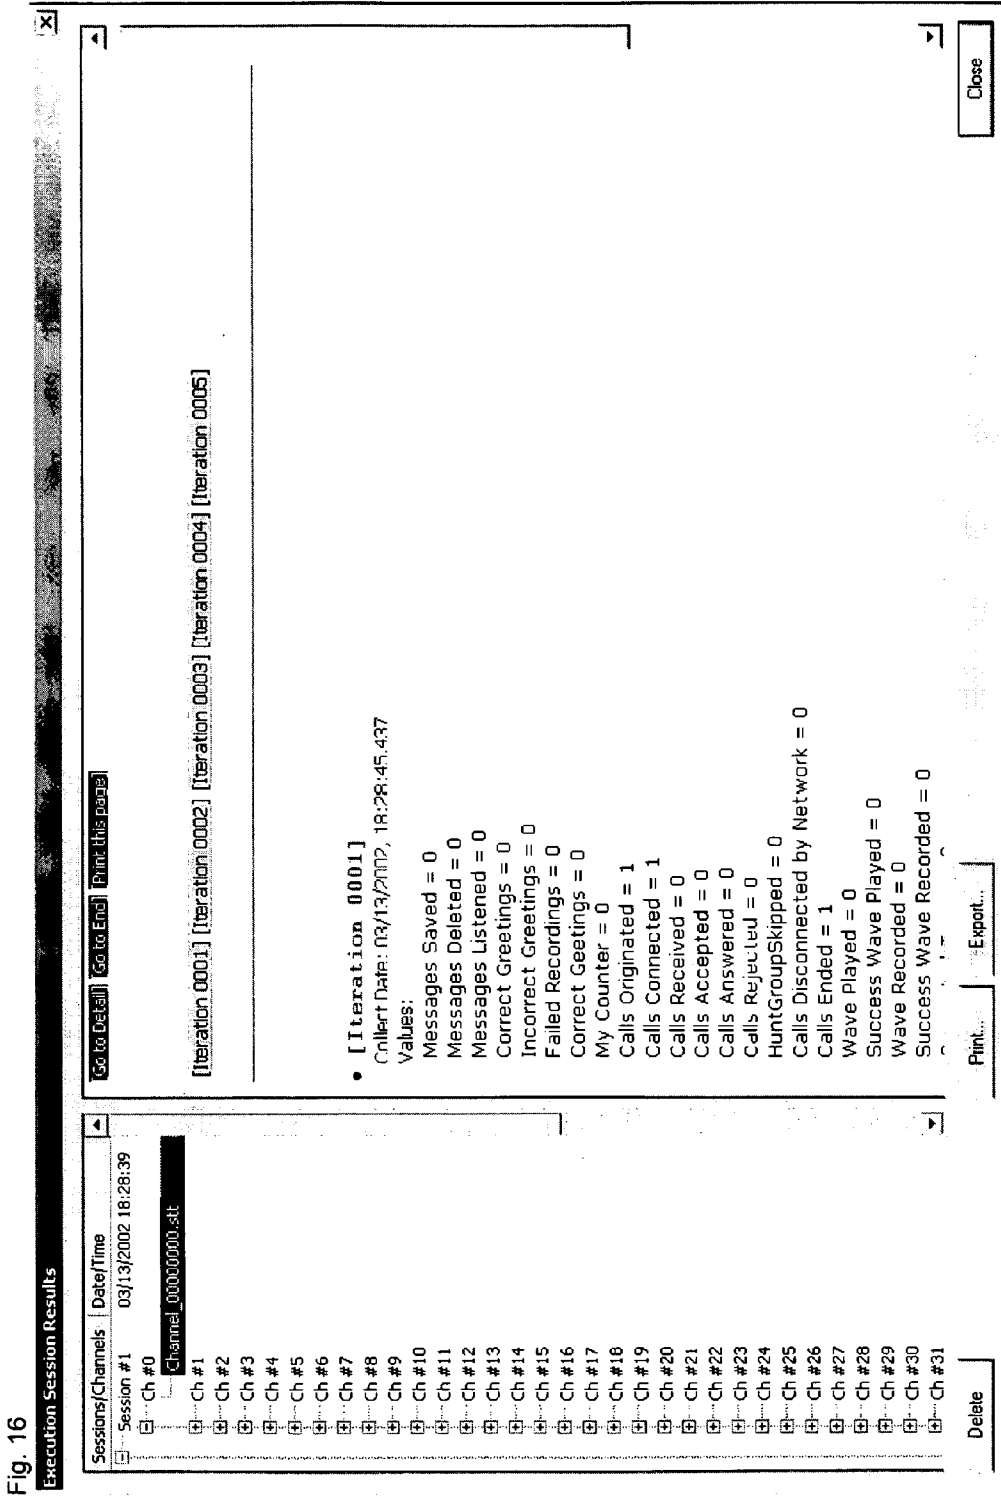 Fig. 16
Execution Session Results
Sessions/Channels Date/Time
Session #1 03/13/2002 18:28:39
Ch #0
Channel_00000000.stt
Ch #1
Ch #2
Ch #3
Ch #4
Ch #5
Ch #6
Ch #7
Ch #8
Ch #9
Ch #10
Ch #11
Ch #12
Ch #13
Ch #14
Ch #15
Ch #16
Ch #17
Ch #18
Ch #19
Ch #20
Ch #21
Ch #22
Ch #23
Ch #24
Ch #25
Ch #26
Ch #27
Ch #28
Ch #29
Ch #30
Ch #31
[Go to Detail] [Go to End] [Print this page]
[Iteration 0001] [Iteration 0002] [Iteration 0003] [Iteration 0004] [Iteration 0005]
• [Iteration 0001]
Collect Date: 03/13/2002, 18:28:45.437
Values:
Messages Saved = 0
Messages Deleted = 0
Messages Listened = 0
Correct Greetings = 0
Incorrect Greetings = 0
Failed Recordings = 0
Correct Geetings = 0
My Counter = 0
Calls Originated = 1
Calls Connected = 1
Calls Received = 0
Calls Accepted = 0
Calls Answered = 0
Calls Rejected = 0
HuntGroupSkipped = 0
Calls Disconnected by Network = 0
Calls Ended = 1
Wave Played = 0
Success Wave Played = 0
Wave Recorded = 0
Success Wave Recorded = 0
Delete
Print...
Export...
Close